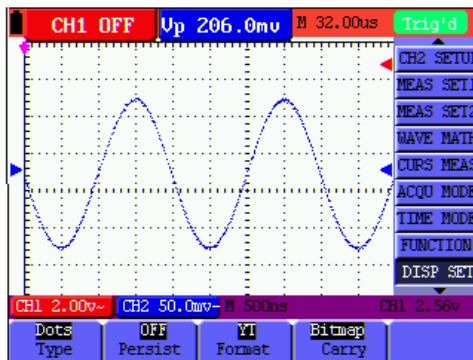 CH1 OFF Vp 206.0mv M 32.00us Trig'd
CH2 SETU
MEAS SET1
MEAS SET2
WAVE MATH
CURS MEAS
ACQU MODE
TIME MODE
FUNCTION
DISP SET
CH1 2.00v~ CH2 50.0mv- M 500ns CH1 2.56v
Dots OFF YT Bitmap
Type Persist Format Carry